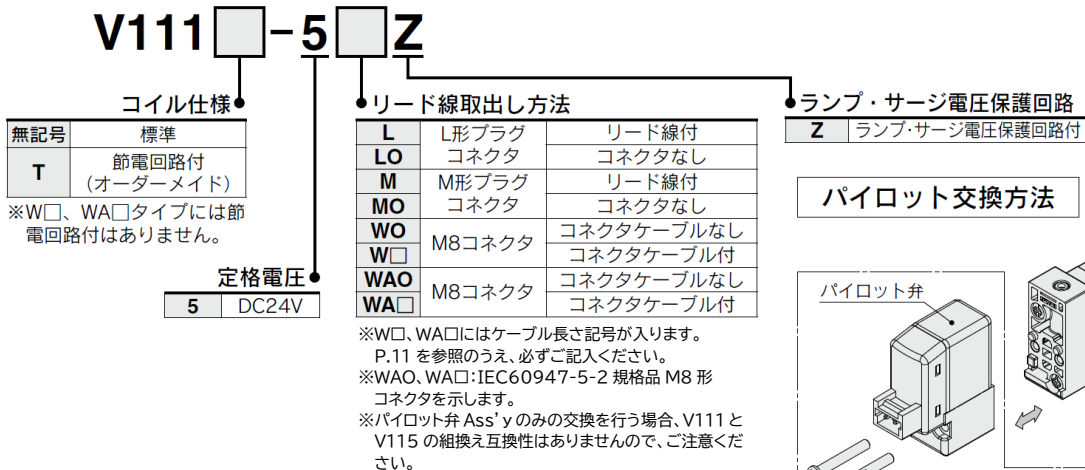 V111□-5□Z
コイル仕様
無記号 標準
T 節電回路付
(オーダーメイド)
※W□、WA□タイプには節
電回路付はありません。
定格電圧
5 DC24V
リード線取出し方法
L L形プラグ リード線付
LO コネクタ コネクタなし
M M形プラグ リード線付
MO コネクタ コネクタなし
WO M8コネクタ コネクタケーブルなし
W□ コネクタケーブル付
WAO M8コネクタ コネクタケーブルなし
WA□ コネクタケーブル付
※W□、WA□にはケーブル長さ記号が入ります。
P.11 を参照のうえ、必ずご記入ください。
※WAO、WA□:IEC60947-5-2 規格品 M8 形
コネクタを示します。
※パイロット弁 Ass'y のみの交換を行う場合、V111 と
V115 の組換え互換性はありませんので、ご注意くだ
さい。
ランプ・サージ電圧保護回路
Z ランプ・サージ電圧保護回路付
パイロット交換方法
パイロット弁